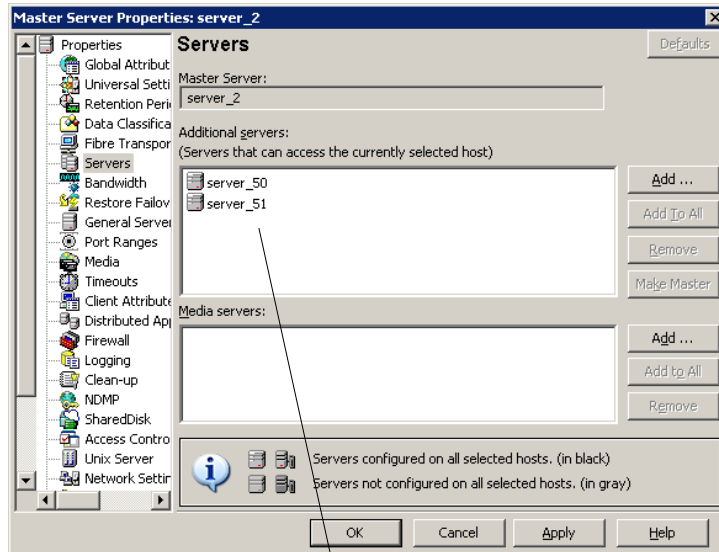 Master Server Properties: server_2
Properties
Global Attribut
Universal Setti
Retention Peri
Data Classifica
Fibre Transpor
Servers
Bandwidth
Restore Failov
General Server
Port Ranges
Media
Timeouts
Client Attribute
Distributed App
Firewall
Logging
Clean-up
NDMP
SharedDisk
Access Contro
Unix Server
Network Settin
Servers
Defaults
Master Server:
server_2
Additional servers:
(Servers that can access the currently selected host)
server_50
server_51
Add ...
Add To All
Remove
Make Master
Media servers:
Add ...
Add to All
Remove
Servers configured on all selected hosts. (in black)
Servers not configured on all selected hosts. (in gray)
OK
Cancel
Apply
Help